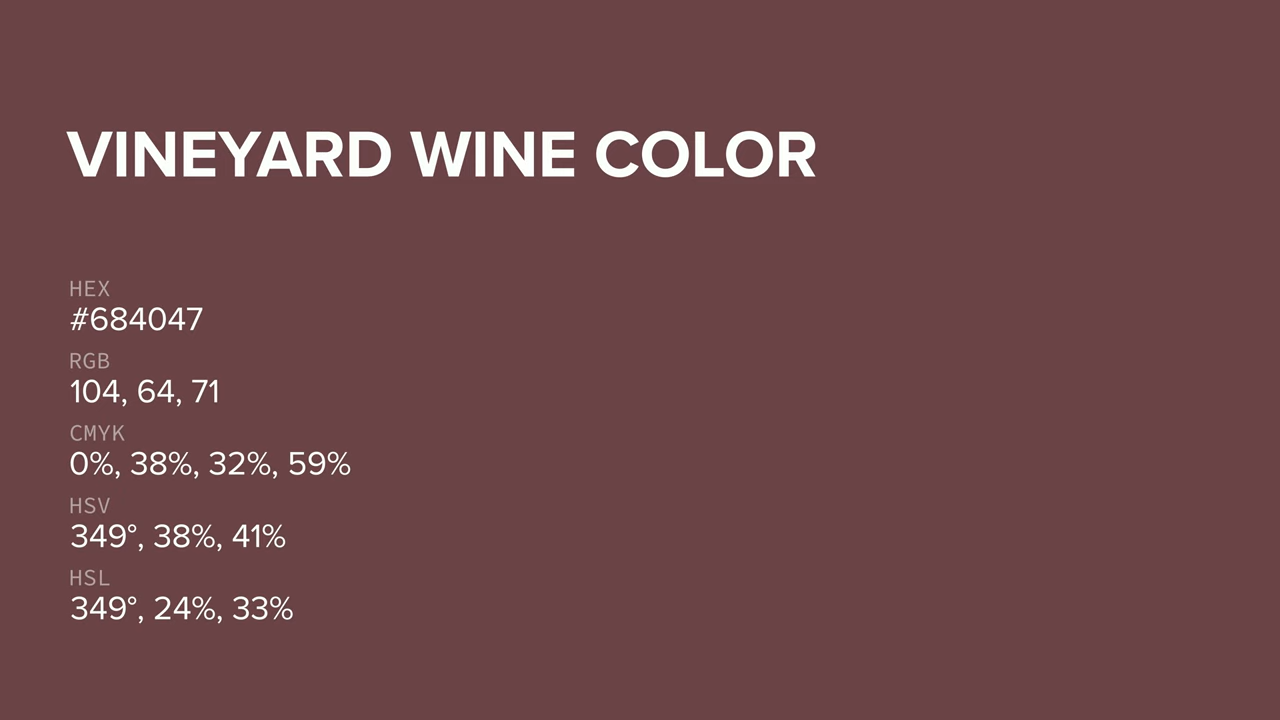 VINEYARD WINE COLOR
HEX
#684047
RGB
104, 64, 71
CMYK
0%, 38%, 32%, 59%
HSV
349°, 38%, 41%
HSL
349°, 24%, 33%